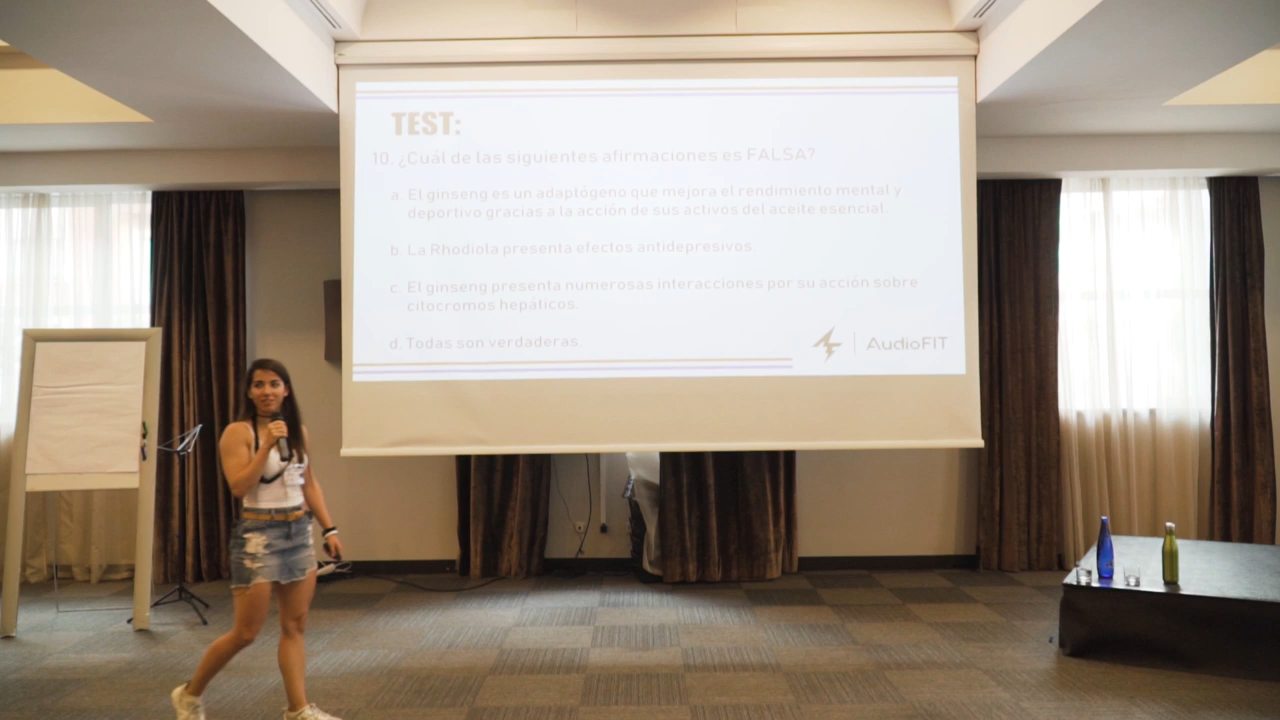 TEST:
10. ¿Cuál de las siguientes afirmaciones es FALSA?
a. El ginseng es un adaptógeno que mejora el rendimiento mental y
deportivo gracias a la acción de sus activos del aceite esencial.
b. La Rhodiola presenta efectos antidepresivos.
c. El ginseng presenta numerosas interacciones por su acción sobre
citocromos hepáticos.
d. Todas son verdaderas.
AudioFIT